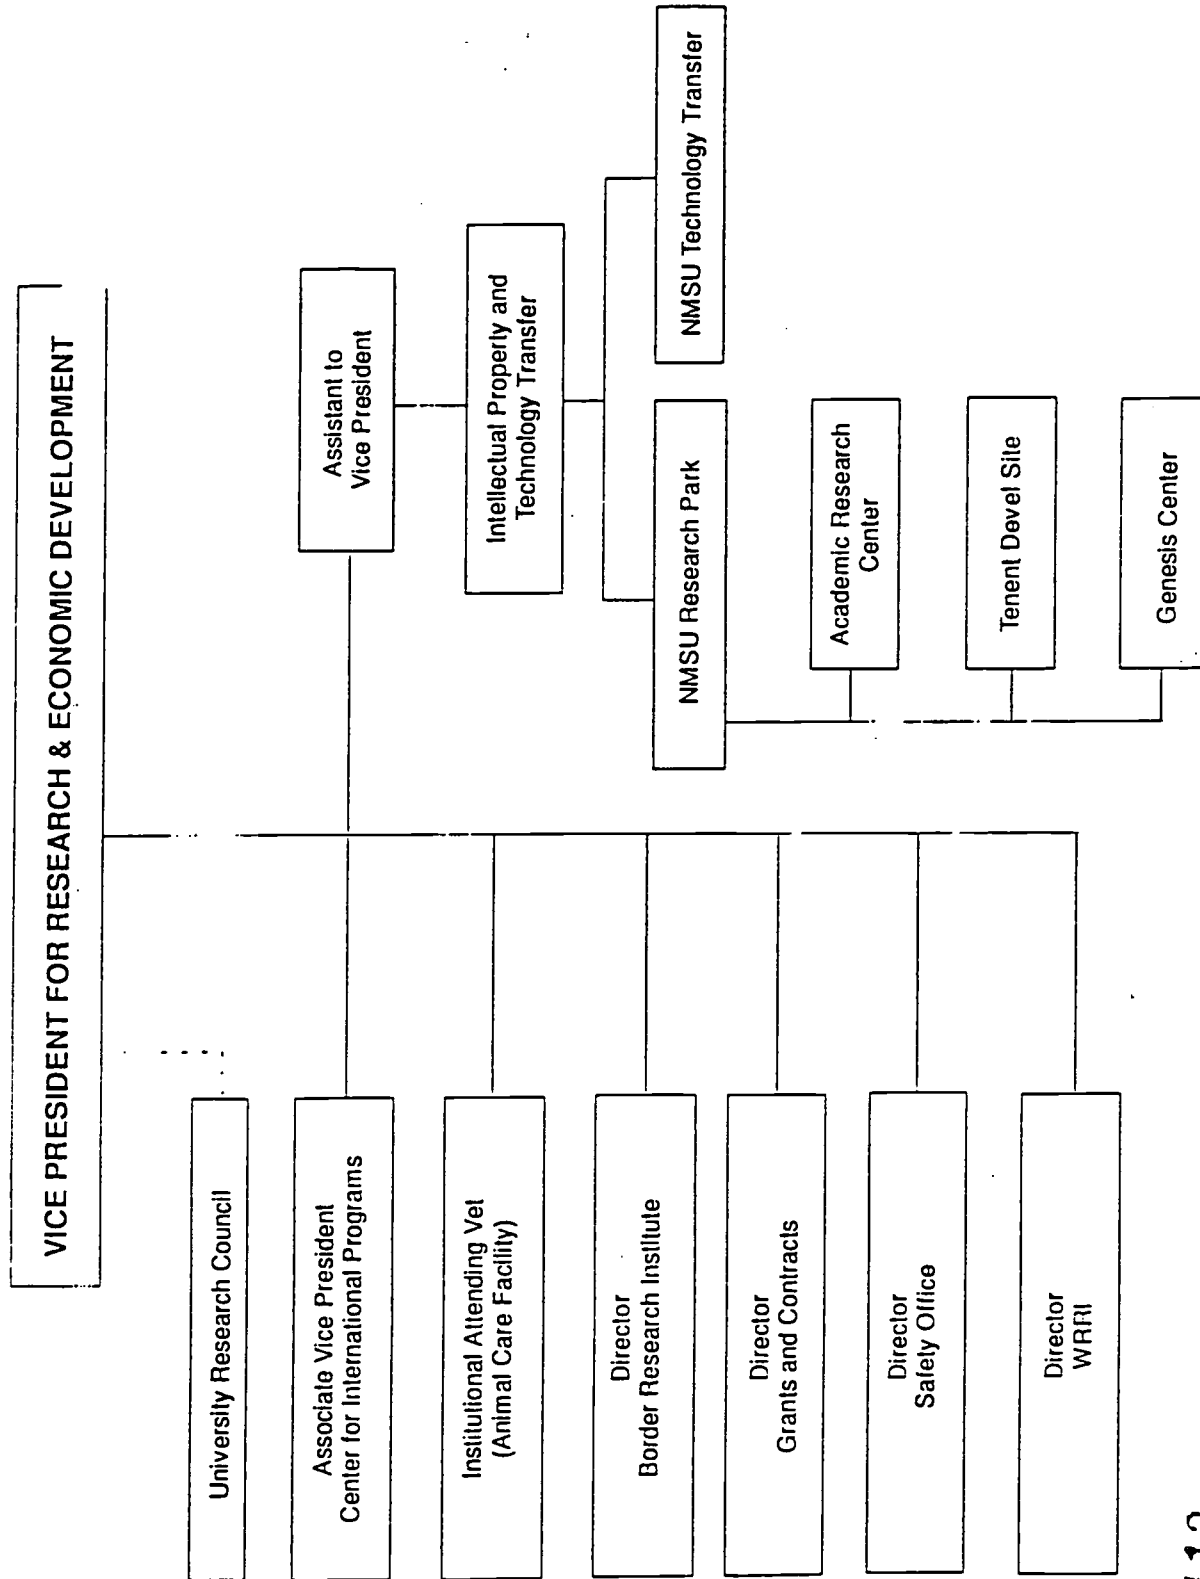 VICE PRESIDENT FOR RESEARCH & ECONOMIC DEVELOPMENT
University Research Council
Associate Vice President
Center for International Programs
Institutional Attending Vet
(Animal Care Facility)
Director
Border Research Institute
Director
Grants and Contracts
Director
Safety Office
Director
WRRI
Assistant to
Vice President
Intellectual Property and
Technology Transfer
NMSU Research Park
NMSU Technology Transfer
Academic Research
Center
Tenent Devel Site
Genesis Center